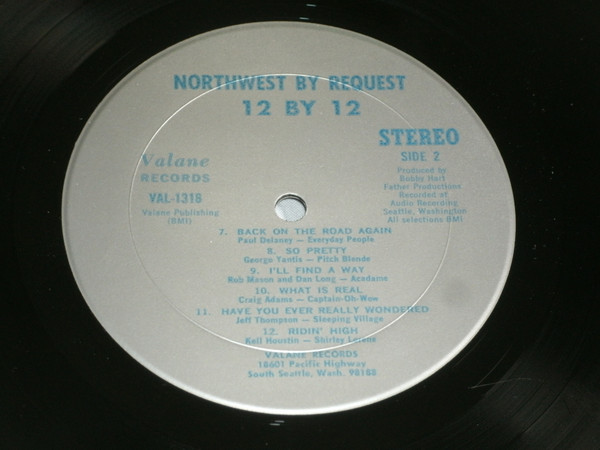 NORTHWEST BY REQUEST
12 BY 12
Valane
RECORDS
VAL-1318
Valane Publishing
(BMI)
STEREO
SIDE 2
Produced by
Bobby Hart
Father Productions
Recorded at
Audio Recording
Seattle, Washington
All selections BMI
7. BACK ON THE ROAD AGAIN
Paul Delaney — Everyday People
8. SO PRETTY
George Yantis — Pitch Blende
9. I'LL FIND A WAY
Rob Mason and Dan Long — Acadame
10. WHAT IS REAL
Craig Adams — Captain-Oh-Wow
11. HAVE YOU EVER REALLY WONDERED
Jeff Thompson — Sleeping Village
12. RIDIN' HIGH
Kell Houstin — Shirley Lorene
VALANE RECORDS
18601 Pacific Highway
South Seattle, Wash. 98188